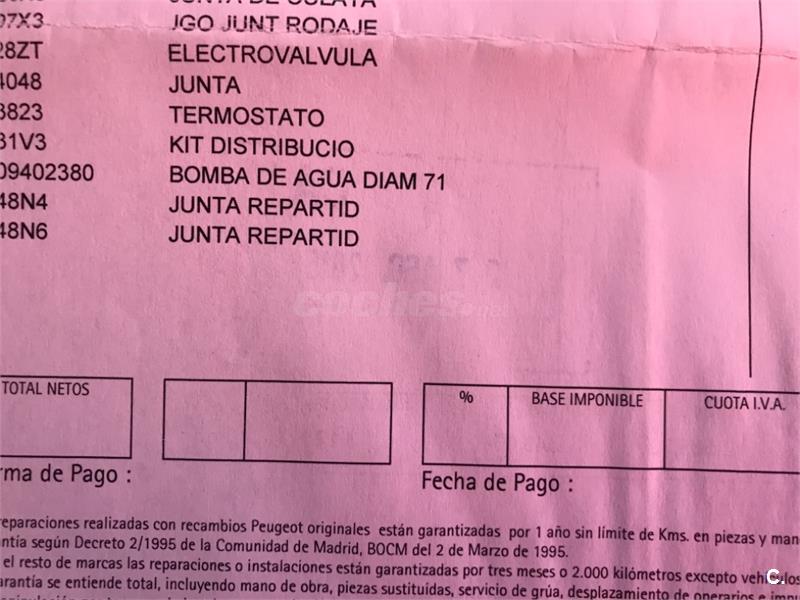 JUNTA DE CULATA
07X3 JGO JUNT RODAJE
28ZT ELECTROVALVULA
4048 JUNTA
3823 TERMOSTATO
31V3 KIT DISTRIBUCIO
09402380 BOMBA DE AGUA DIAM 71
48N4 JUNTA REPARTID
48N6 JUNTA REPARTID
coches.net
TOTAL NETOS % BASE IMPONIBLE CUOTA I.V.A.
rma de Pago : Fecha de Pago :
reparaciones realizadas con recambios Peugeot originales están garantizadas por 1 año sin límite de Kms. en piezas y man
ntía según Decreto 2/1995 de la Comunidad de Madrid, BOCM del 2 de Marzo de 1995.
el resto de marcas las reparaciones o instalaciones están garantizadas por tres meses o 2.000 kilómetros excepto vehículos
arantía se entiende total, incluyendo mano de obra, piezas sustituidas, servicio de grúa, desplazamiento de operarios e impu
C.